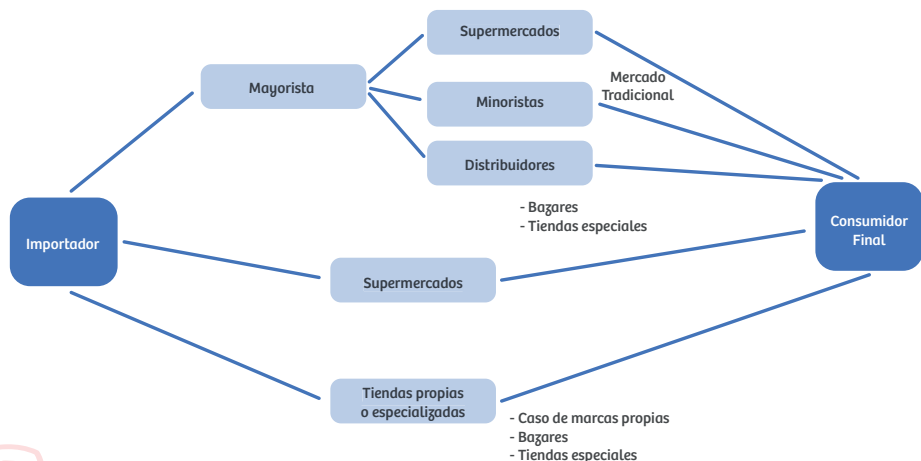 Supermercados
Mayorista
Minoristas
Mercado
Tradicional
Distribuidores
- Bazares
- Tiendas especiales
Importador
Consumidor
Final
Supermercados
Tiendas propias
o especializadas
- Caso de marcas propias
- Bazares
- Tiendas especiales